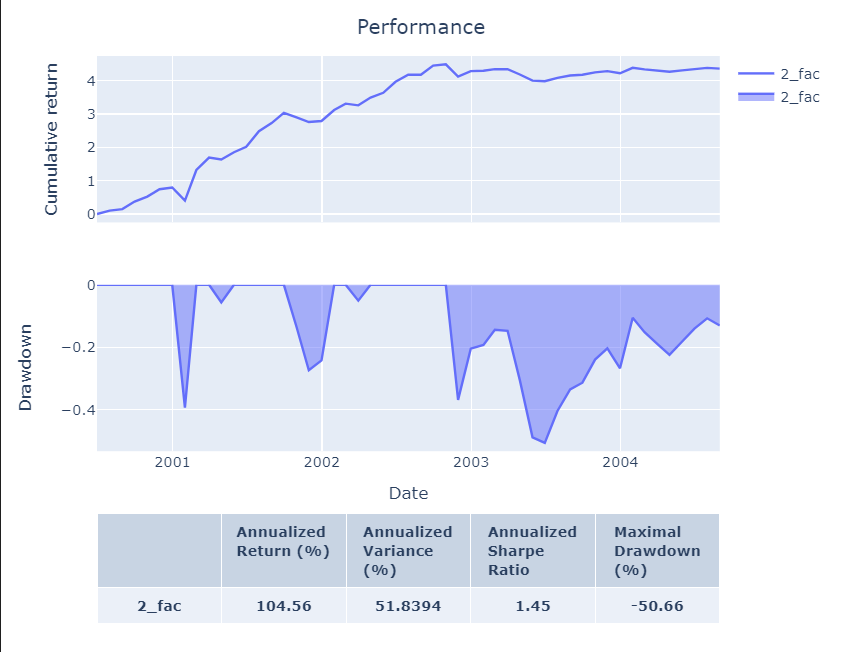 Performance
Cumulative return
4
3
2
1
0
2_fac
2_fac
Drawdown
0
−0.2
−0.4
2001 2002 2003 2004
Date
Annualized Return (%)
Annualized Variance (%)
Annualized Sharpe Ratio
Maximal Drawdown (%)
2_fac 104.56 51.8394 1.45 -50.66